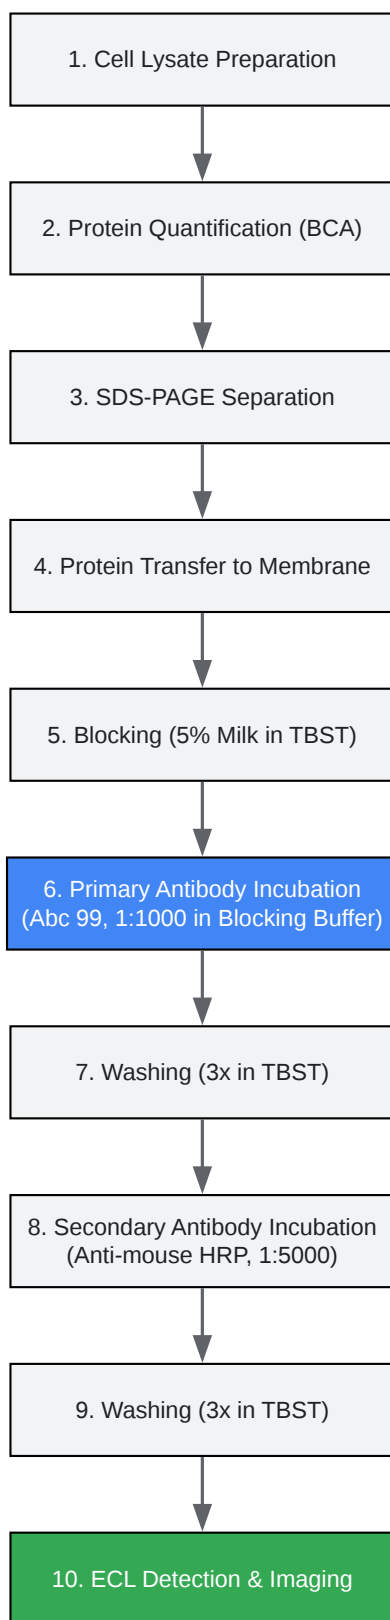 1. Cell Lysate Preparation
2. Protein Quantification (BCA)
3. SDS-PAGE Separation
4. Protein Transfer to Membrane
5. Blocking (5% Milk in TBST)
6. Primary Antibody Incubation
(Abc 99, 1:1000 in Blocking Buffer)
7. Washing (3x in TBST)
8. Secondary Antibody Incubation
(Anti-mouse HRP, 1:5000)
9. Washing (3x in TBST)
10. ECL Detection & Imaging